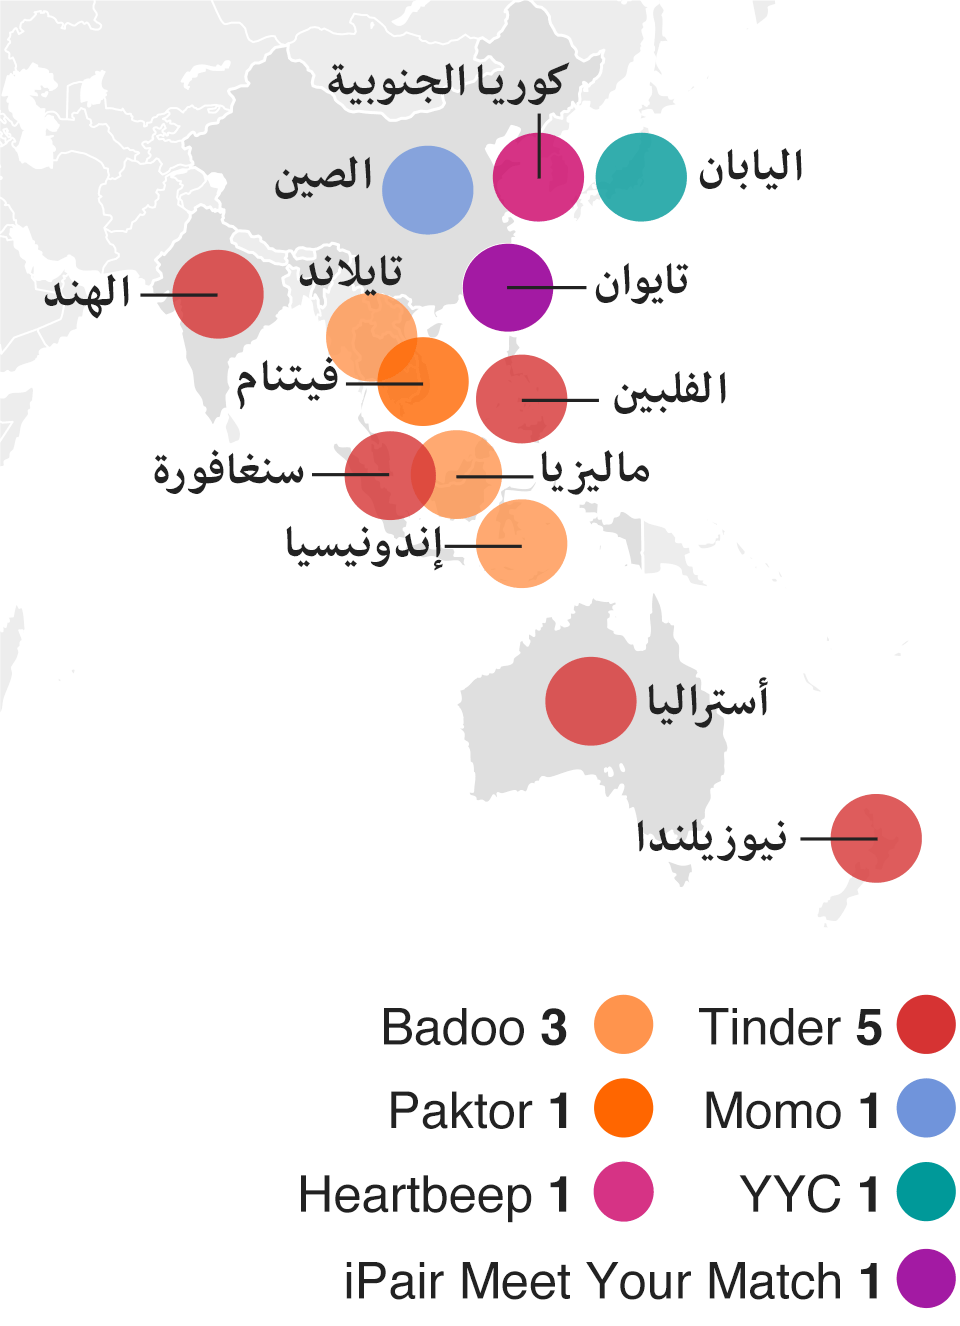 كوريا الجنوبية
اليابان
الصين
تايوان
تايلاند
الهند
فيتنام
الفلبين
ماليزيا
سنغافورة
إندونيسيا
أستراليا
نيوزيلندا
Tinder 5
Badoo 3
Momo 1
Paktor 1
YYC 1
Heartbeep 1
iPair Meet Your Match 1